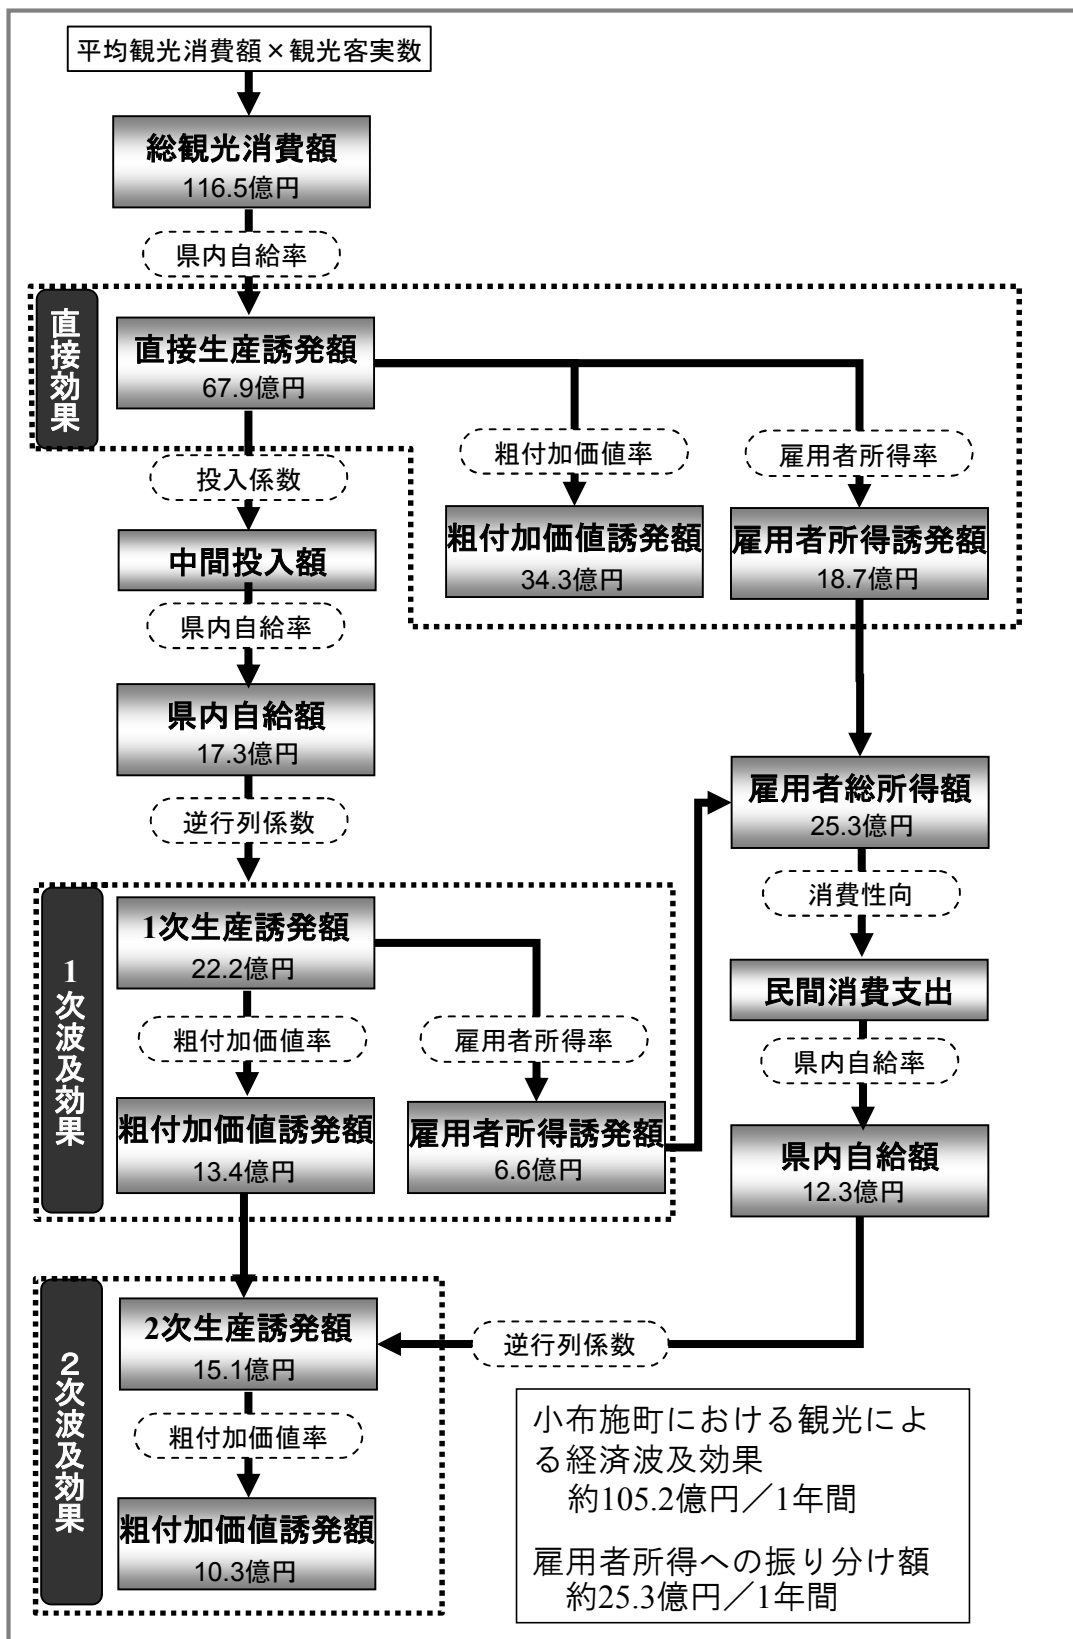 平均観光消費額×観光客実数
総観光消費額
116.5億円
県内自給率
直接効果
直接生産誘発額
67.9億円
粗付加価値率
雇用者所得率
投入係数
粗付加価値誘発額
34.3億円
雇用者所得誘発額
18.7億円
中間投入額
県内自給率
県内自給額
17.3億円
雇用者総所得額
25.3億円
逆行列係数
消費性向
1次波及効果
1次生産誘発額
22.2億円
民間消費支出
粗付加価値率
雇用者所得率
県内自給率
粗付加価値誘発額
13.4億円
雇用者所得誘発額
6.6億円
県内自給額
12.3億円
2次波及効果
2次生産誘発額
15.1億円
逆行列係数
粗付加価値率
粗付加価値誘発額
10.3億円
小布施町における観光によ
る経済波及効果
約105.2億円／1年間
雇用者所得への振り分け額
約25.3億円／1年間